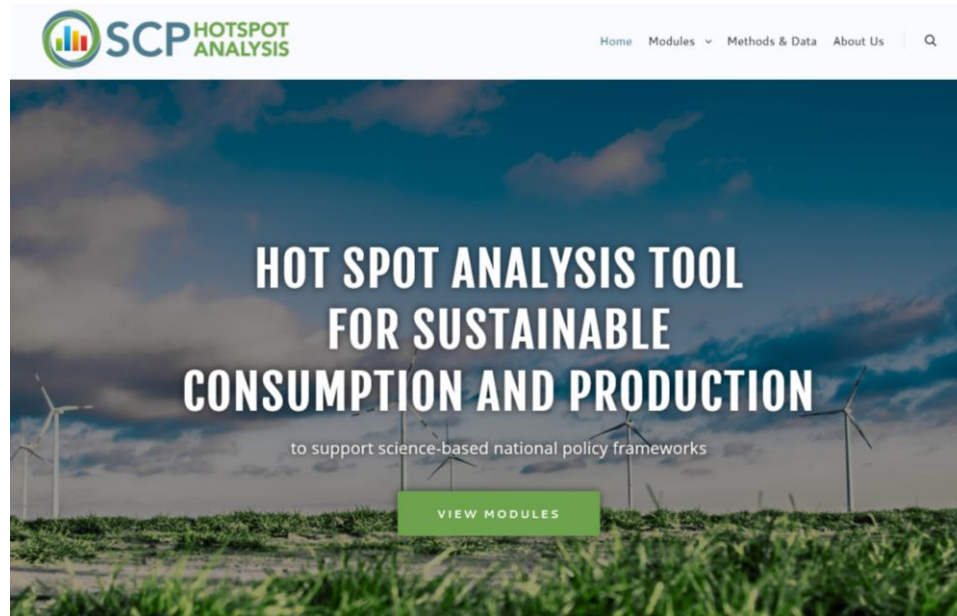 SCP HOTSPOT
ANALYSIS
Home Modules Methods & Data About Us
HOT SPOT ANALYSIS TOOL
FOR SUSTAINABLE
CONSUMPTION AND PRODUCTION
to support science-based national policy frameworks
VIEW MODULES